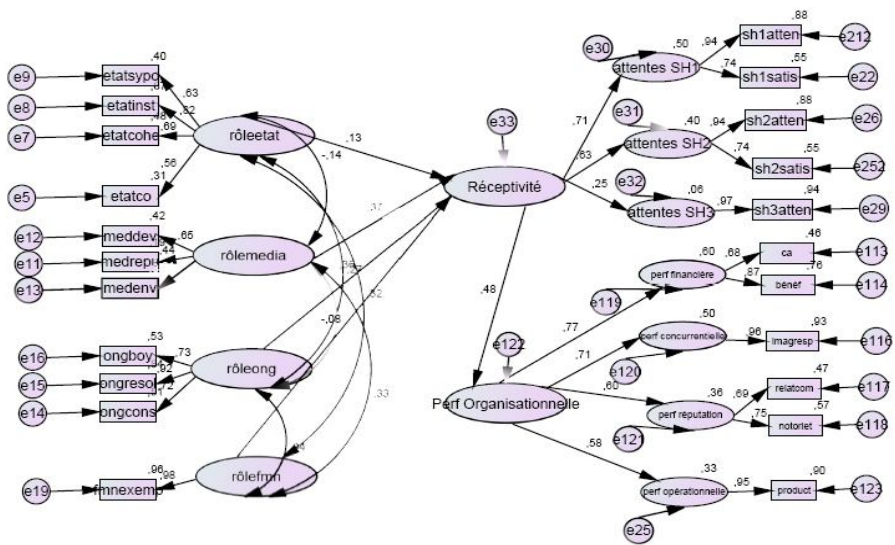 e9
,40
etatsypo
,63
e8
etatinst
e7
etatcohe
,69
rôleetat
,56
,31
e5
etatco
,13
-,14
e12
,42
meddev
,65
e11
,44
e13
medenv
rôlemedia
,37
-,08
,33
e16
,53
ongboy
,73
e15
ongreso
,92
e14
ongcons
,72
rôleong
e19
,96
,98
rôlefmn
e33
Réceptivité
,48
,71
,63
,25
e30
,50
attentes SH1
,94
sh1atten
,88
e212
,74
sh1satis
,55
e22
e31
,40
attentes SH2
,94
sh2atten
,88
e26
,74
sh2satis
,55
e252
e32
,06
attentes SH3
,97
sh3atten
,94
e29
e122
Perf Organisationnelle
,77
,71
,60
,58
,60
perf financière
e119
,68
ca
,46
e113
,87
benef
,76
e114
,50
perf concurrentielle
e120
,96
imagresp
,93
e116
,36
perf réputation
e121
,69
relatcom
,47
e117
,75
notoriet
,57
e118
,33
perf opérationnelle
e25
,95
product
,90
e123